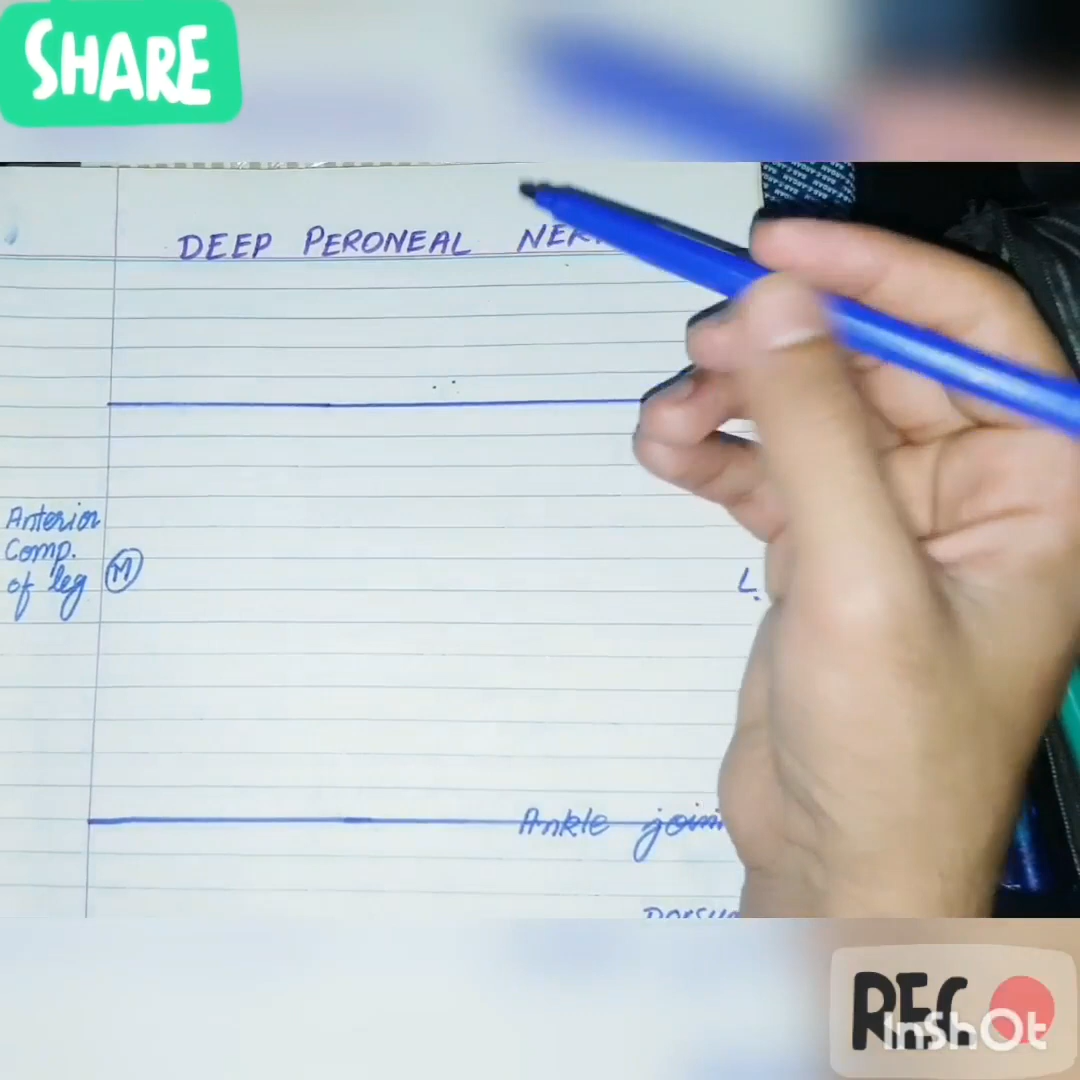 SHARE
DEEP PERONEAL
Anterior
Comp.
of leg M
L.
Ankle
REC
InShOt